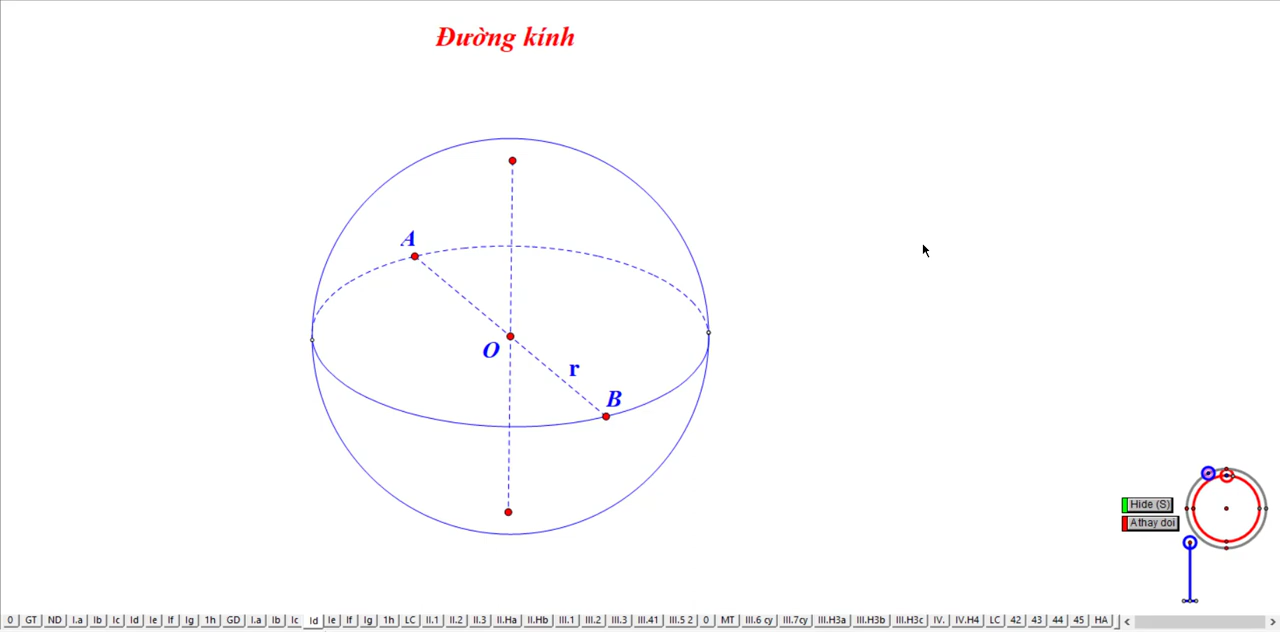 Đường kính
A
O
r
B
Hide (S)
A thay doi
0 GT ND I.a Ib Ic Id Ie If Ig 1h GD I.a Ib Ic Id Ie If Ig 1h LC II.1 II.2 II.3 II.Ha II.Hb III.1 III.2 III.3 III.41 III.5 2 0 MT III.6 cy III.7cy III.H3a III.H3b III.H3c IV. IV.H4 LC 42 43 44 45 HA